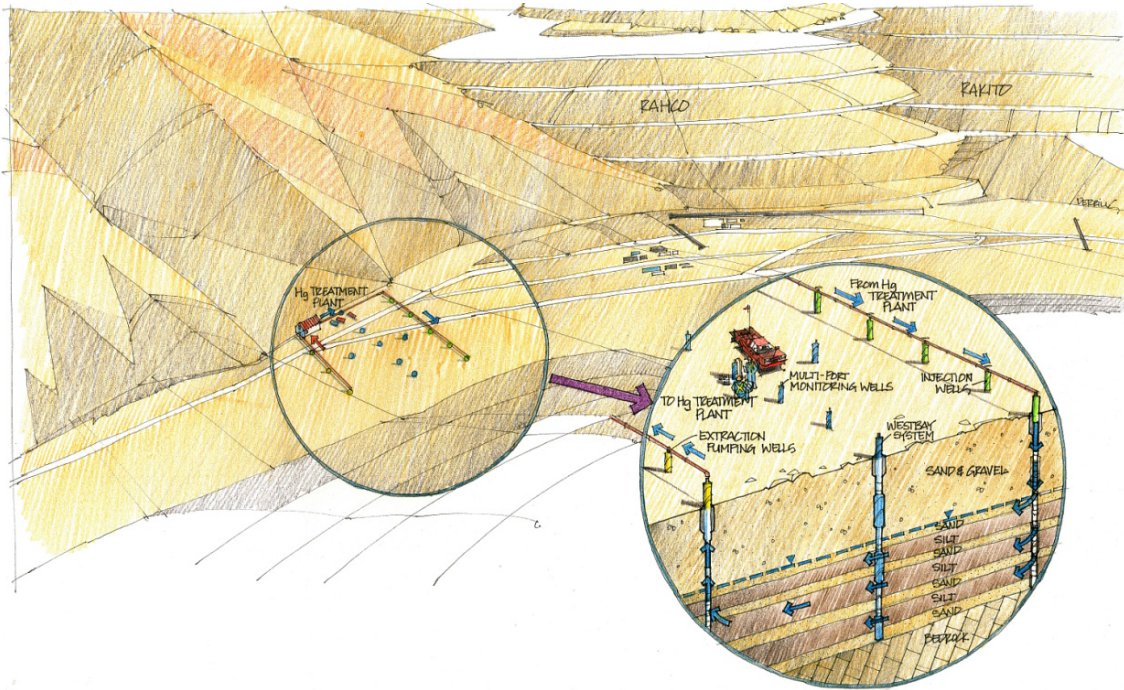 RAHCO
RAKITO
Hg TREATMENT
PLANT
FROM Hg
TREATMENT
PLANT
MULTI-PORT
MONITORING WELLS
INJECTION
WELLS
TO Hg TREATMENT
PLANT
EXTRACTION
PUMPING WELLS
WESTBAY
SYSTEM
SAND & GRAVEL
SAND
SILT
SAND
SILT
SAND
SILT
SAND
BEDROCK